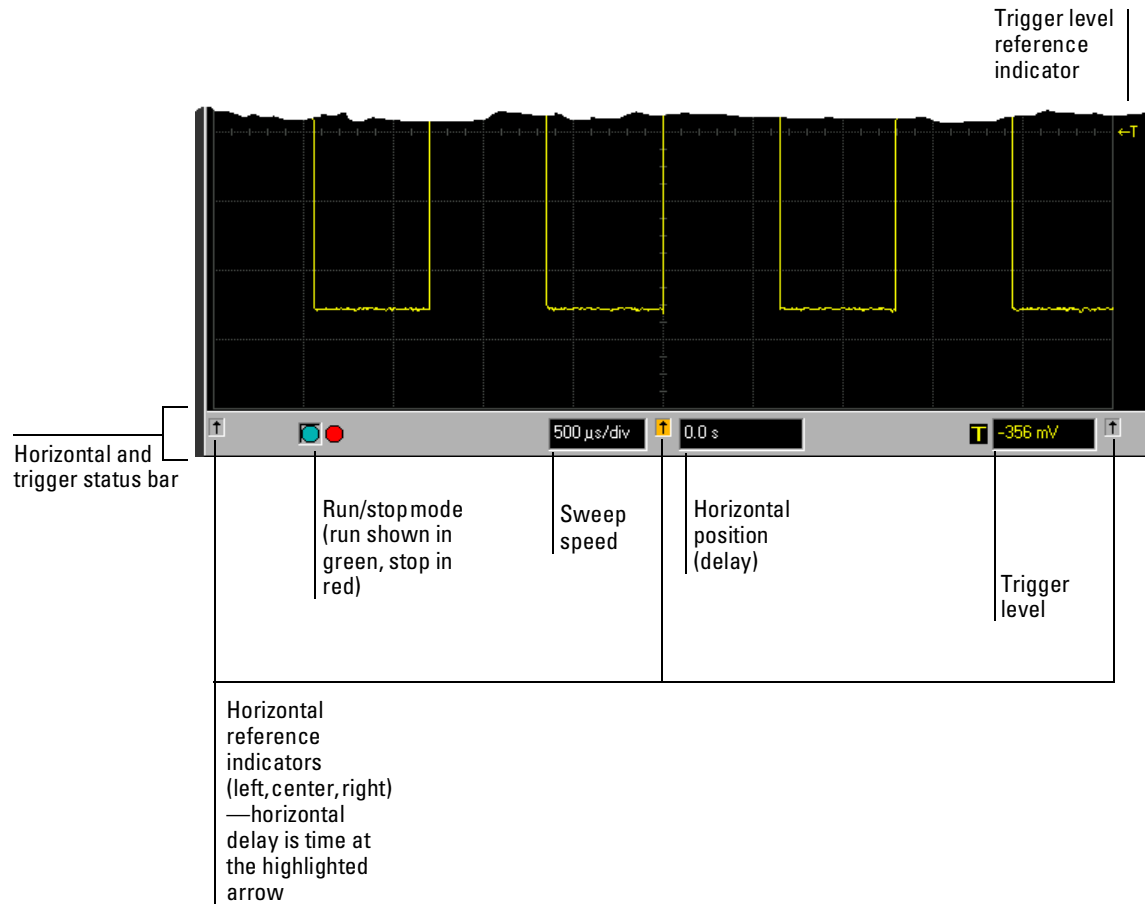 Trigger level
reference
indicator
←T
500 µs/div
0.0 s
T
-356 mV
Horizontal and
trigger status bar
Run/stop mode
(run shown in
green, stop in
red)
Sweep
speed
Horizontal
position
(delay)
Trigger
level
Horizontal
reference
indicators
(left, center, right)
—horizontal
delay is time at
the highlighted
arrow